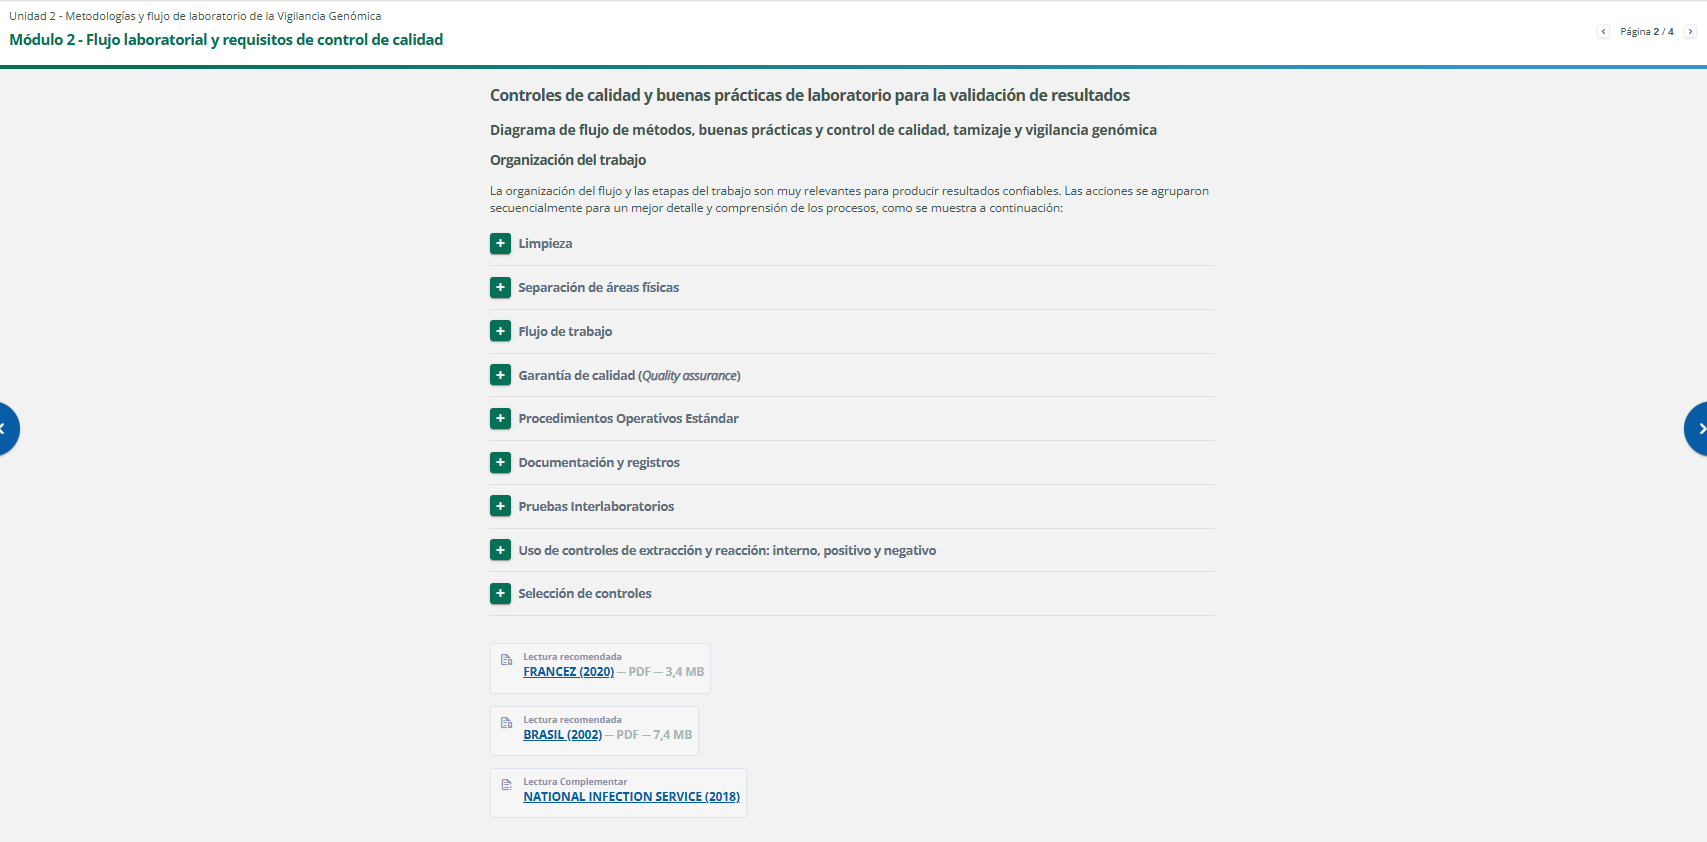 Unidad 2 - Metodologías y flujo de laboratorio de la Vigilancia Genómica
Módulo 2 - Flujo laboratorial y requisitos de control de calidad
Página 2 / 4
Controles de calidad y buenas prácticas de laboratorio para la validación de resultados
Diagrama de flujo de métodos, buenas prácticas y control de calidad, tamizaje y vigilancia genómica
Organización del trabajo
La organización del flujo y las etapas del trabajo son muy relevantes para producir resultados confiables. Las acciones se agruparon
secuencialmente para un mejor detalle y comprensión de los procesos, como se muestra a continuación:
Limpieza
Separación de áreas físicas
Flujo de trabajo
Garantía de calidad (Quality assurance)
Procedimientos Operativos Estándar
Documentación y registros
Pruebas Interlaboratorios
Uso de controles de extracción y reacción: interno, positivo y negativo
Selección de controles
Lectura recomendada
FRANCEZ (2020) — PDF — 3,4 MB
Lectura recomendada
BRASIL (2002) — PDF — 7,4 MB
Lectura Complementar
NATIONAL INFECTION SERVICE (2018)